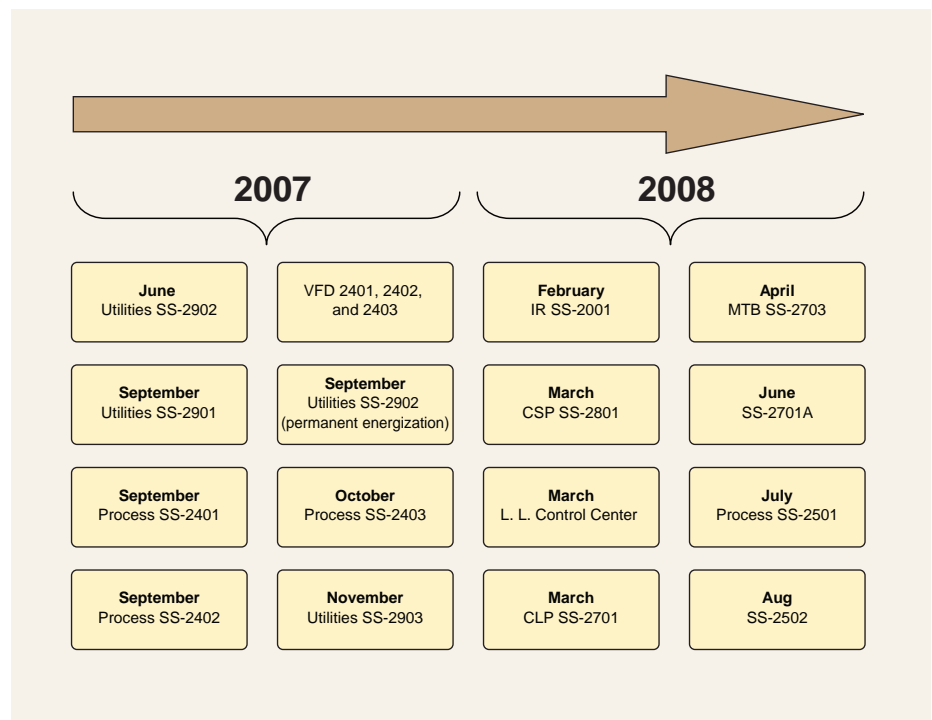 2007
2008
June
Utilities SS-2902
September
Utilities SS-2901
September
Process SS-2401
September
Process SS-2402
VFD 2401, 2402,
and 2403
September
Utilities SS-2902
(permanent energization)
October
Process SS-2403
November
Utilities SS-2903
February
IR SS-2001
March
CSP SS-2801
March
L. L. Control Center
March
CLP SS-2701
April
MTB SS-2703
June
SS-2701A
July
Process SS-2501
Aug
SS-2502